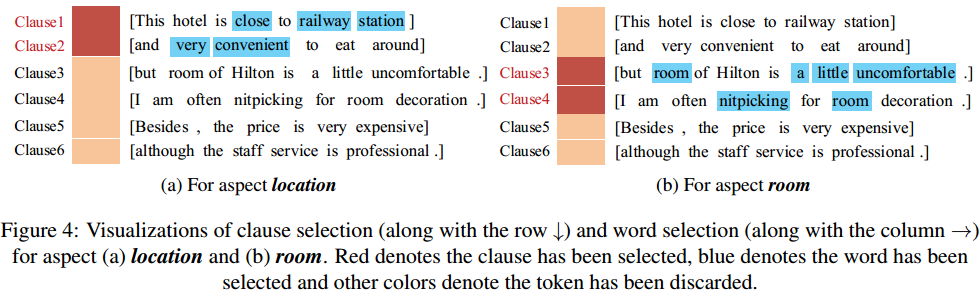 Clause1 [This hotel is close to railway station ]
Clause2 [and very convenient to eat around]
Clause3 [but room of Hilton is a little uncomfortable .]
Clause4 [I am often nitpicking for room decoration .]
Clause5 [Besides , the price is very expensive]
Clause6 [although the staff service is professional .]
(a) For aspect location
Clause1 [This hotel is close to railway station]
Clause2 [and very convenient to eat around]
Clause3 [but room of Hilton is a little uncomfortable .]
Clause4 [I am often nitpicking for room decoration .]
Clause5 [Besides , the price is very expensive]
Clause6 [although the staff service is professional .]
(b) For aspect room
Figure 4: Visualizations of clause selection (along with the row ↓) and word selection (along with the column →)
for aspect (a) location and (b) room. Red denotes the clause has been selected, blue denotes the word has been
selected and other colors denote the token has been discarded.